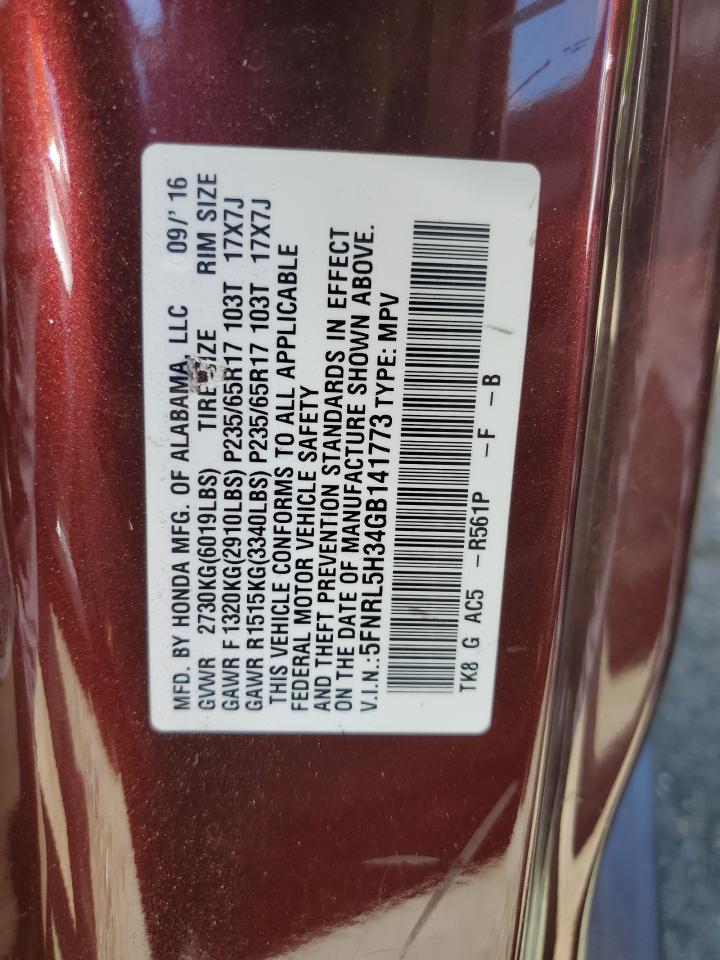 MFD. BY HONDA MFG. OF ALABAMA, LLC 09/' 16
GVWR 2730KG(6019LBS) TIRE SIZE RIM SIZE
GAWR F 1320KG(2910LBS) P235/65R17 103T 17X7J
GAWR R1515KG(3340LBS) P235/65R17 103T 17X7J
THIS VEHICLE CONFORMS TO ALL APPLICABLE
FEDERAL MOTOR VEHICLE SAFETY
AND THEFT PREVENTION STANDARDS IN EFFECT
ON THE DATE OF MANUFACTURE SHOWN ABOVE.
V.I.N.:5FNRL5H34GB141773 TYPE: MPV
TK8 G AC5 -R561P -F -B